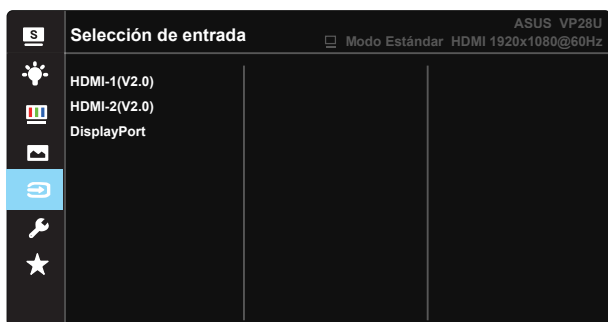 S
Selección de entrada
ASUS VP28U
Modo Estándar HDMI 1920x1080@60Hz
HDMI-1(V2.0)
HDMI-2(V2.0)
DisplayPort